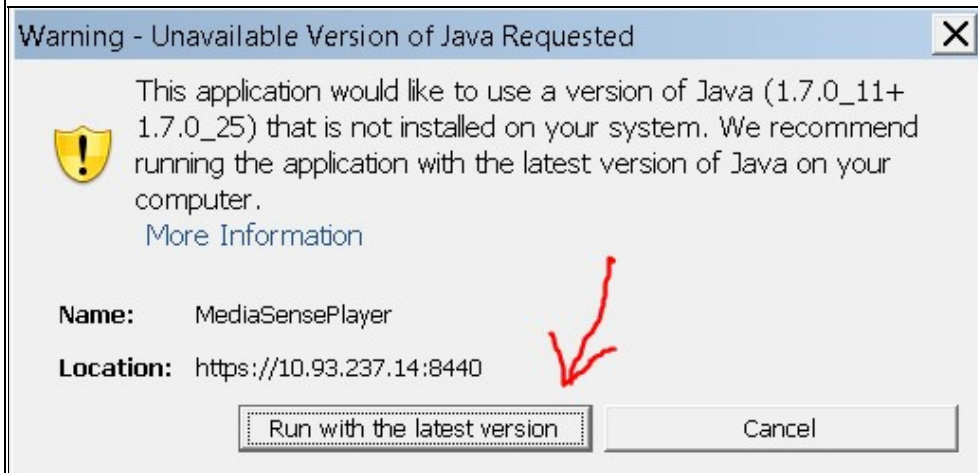 Warning - Unavailable Version of Java Requested
This application would like to use a version of Java (1.7.0_11+
1.7.0_25) that is not installed on your system. We recommend
running the application with the latest version of Java on your
computer.
More Information
Name: MediaSensePlayer
Location: https://10.93.237.14:8440
Run with the latest version Cancel